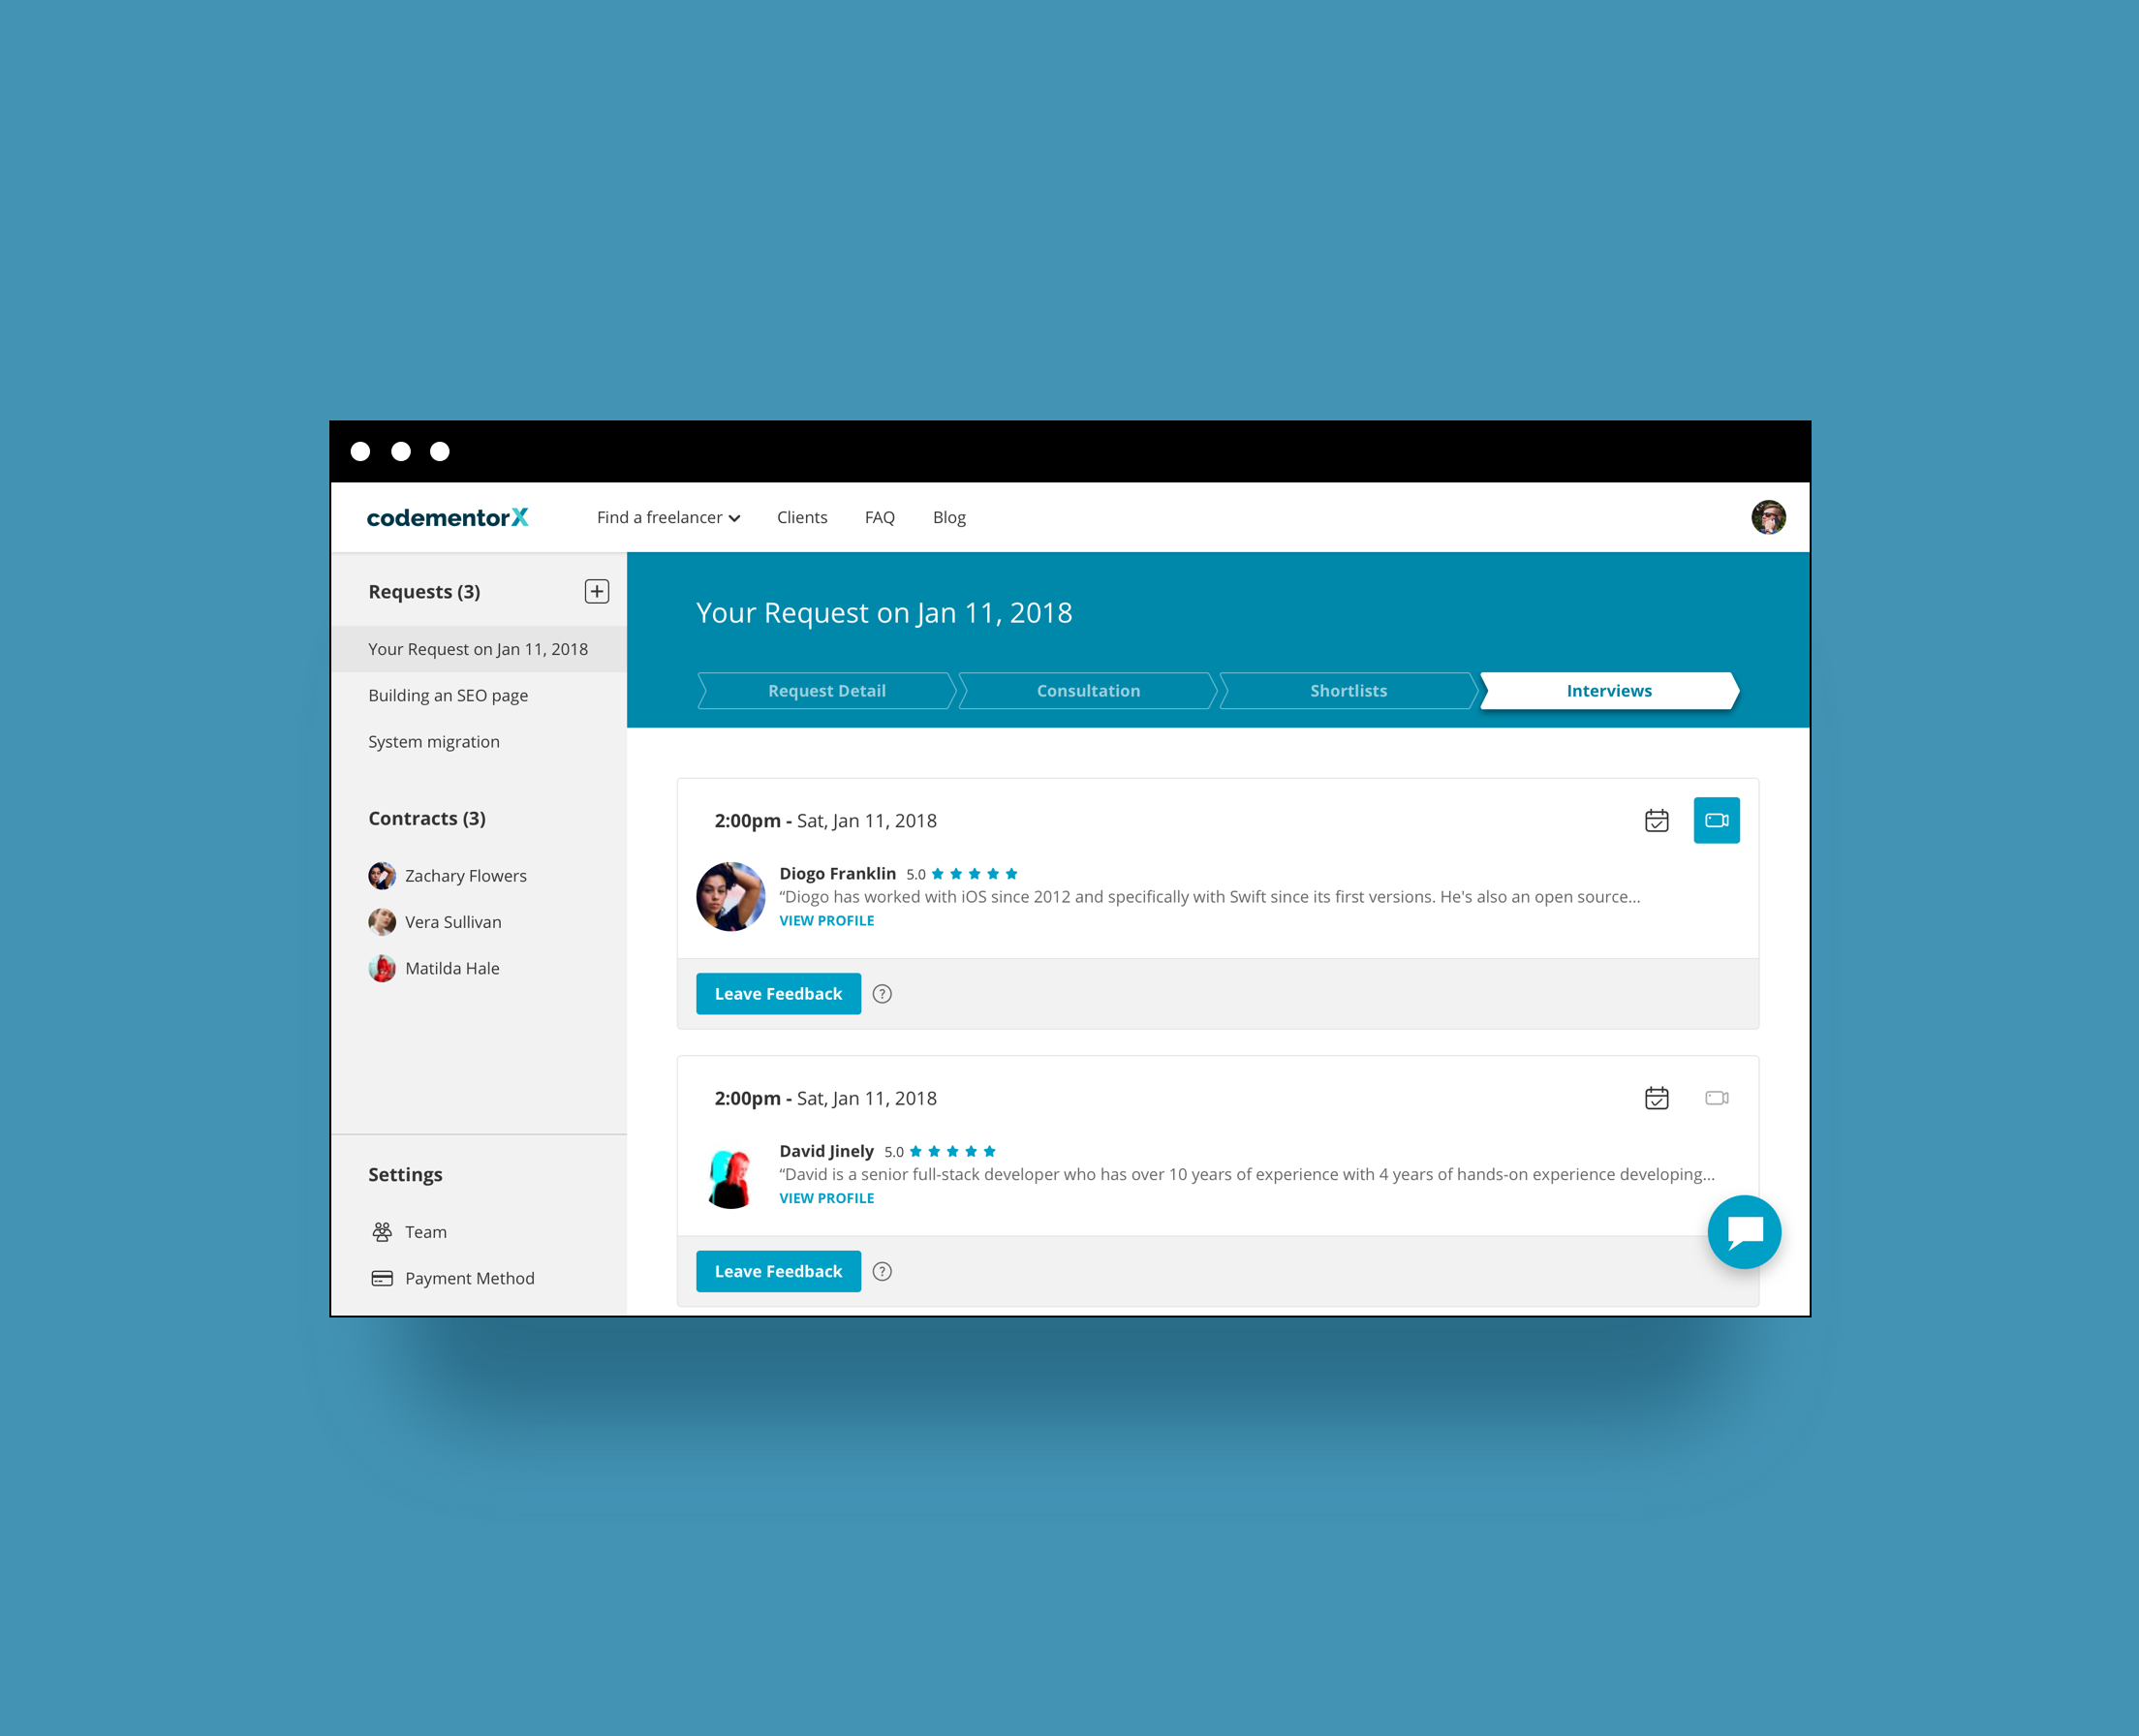 codementorX
Find a freelancer
Clients
FAQ
Blog
Requests (3)
Your Request on Jan 11, 2018
Building an SEO page
System migration
Contracts (3)
Zachary Flowers
Vera Sullivan
Matilda Hale
Settings
Team
Payment Method
Your Request on Jan 11, 2018
Request Detail
Consultation
Shortlists
Interviews
2:00pm - Sat, Jan 11, 2018
Diogo Franklin 5.0
“Diogo has worked with iOS since 2012 and specifically with Swift since its first versions. He's also an open source...
VIEW PROFILE
Leave Feedback ?
2:00pm - Sat, Jan 11, 2018
David Jinely 5.0
“David is a senior full-stack developer who has over 10 years of experience with 4 years of hands-on experience developing...
VIEW PROFILE
Leave Feedback ?